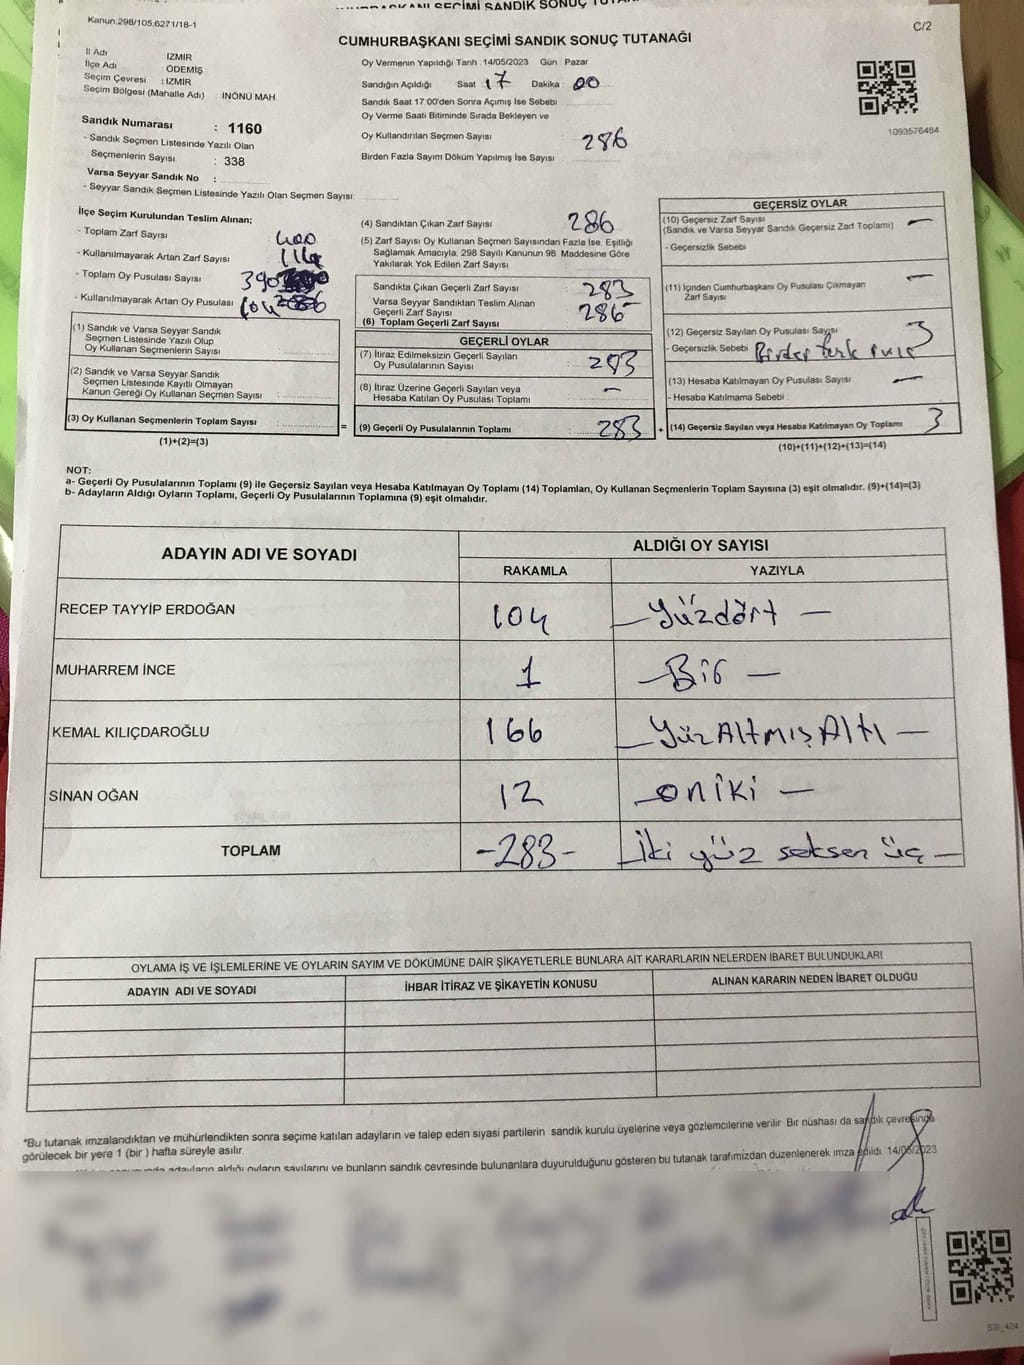 Kanun:298/105,6271/18-1
C/2
CUMHURBAŞKANI SEÇİMİ SANDIK SONUÇ TUTANAĞI
İl Adı : İZMİR
İlçe Adı : ÖDEMİŞ
Seçim Çevresi : İZMİR
Seçim Bölgesi (Mahalle Adı) : İNÖNÜ MAH.
Sandık Numarası : 1160
- Sandık Seçmen Listesinde Yazılı Olan
Seçmenlerin Sayısı : 338
Varsa Seyyar Sandık No :
- Seyyar Sandık Seçmen Listesinde Yazılı Olan Seçmen Sayısı:
Oy Vermenin Yapıldığı Tarih :14/05/2023 Gün : Pazar
Sandığın Açıldığı Saat : 17 Dakika : 00
Sandık Saat 17:00'den Sonra Açımış İse Sebebi
Oy Verme Saati Bitiminde Sırada Bekleyen ve
Oy Kullandırılan Seçmen Sayısı : 286
Birden Fazla Sayım Döküm Yapılmış İse Sayısı
1093576484
İlçe Seçim Kurulundan Teslim Alınan;
- Toplam Zarf Sayısı : 400
- Kullanılmayarak Artan Zarf Sayısı : 114
- Toplam Oy Pusulası Sayısı 390
- Kullanılmayarak Artan Oy Pusulası 104
(1) Sandık ve Varsa Seyyar Sandık
Seçmen Listesinde Yazılı Olup
Oy Kullanan Seçmenlerin Sayısı :
(2) Sandık ve Varsa Seyyar Sandık
Seçmen Listesinde Kayıtlı Olmayan
Kanun Gereği Oy Kullanan Seçmen Sayısı :
(3) Oy Kullanan Seçmenlerin Toplam Sayısı : =
(1)+(2)=(3)
(4) Sandıktan Çıkan Zarf Sayısı 286
(5) Zarf Sayısı Oy Kullanan Seçmen Sayısından Fazla İse, Eşitliği
Sağlamak Amacıyla, 298 Sayılı Kanunun 98. Maddesine Göre
Yakılarak Yok Edilen Zarf Sayısı :
Sandıkta Çıkan Geçerli Zarf Sayısı : 283
Varsa Seyyar Sandıktan Teslim Alınan
Geçerli Zarf Sayısı 286
(6) Toplam Geçerli Zarf Sayısı
GEÇERLİ OYLAR
(7) İtiraz Edilmeksizin Geçerli Sayılan
Oy Pusulalarının Sayısı : 283
(8) İtiraz Üzerine Geçerli Sayılan veya
Hesaba Katılan Oy Pusulası Toplamı : -
(9) Geçerli Oy Pusulalarının Toplamı : 283 +
GEÇERSİZ OYLAR
(10) Geçersiz Zarf Sayısı -
(Sandık ve Varsa Seyyar Sandık Geçersiz Zarf Toplamı)
- Geçersizlik Sebebi
(11) İçinden Cumhurbaşkanı Oy Pusulası Çıkmayan -
Zarf Sayısı
(12) Geçersiz Sayılan Oy Pusulası Sayısı 3
- Geçersizlik Sebebi
(13) Hesaba Katılmayan Oy Pusulası Sayısı -
- Hesaba Katılmama Sebebi :
(14) Geçersiz Sayılan veya Hesaba Katılmayan Oy Toplamı 3
(10)+(11)+(12)+(13)=(14)
NOT:
a- Geçerli Oy Pusulalarının Toplamı (9) ile Geçersiz Sayılan veya Hesaba Katılmayan Oy Toplamı (14) Toplamları, Oy Kullanan Seçmenlerin Toplam Sayısına (3) eşit olmalıdır. (9)+(14)=(3)
b- Adayların Aldığı Oyların Toplamı, Geçerli Oy Pusulalarının Toplamına (9) eşit olmalıdır.
ADAYIN ADI VE SOYADI
ALDIĞI OY SAYISI
RAKAMLA YAZIYLA
RECEP TAYYİP ERDOĞAN 104 - Yüzdört -
MUHARREM İNCE 1 - Bir -
KEMAL KILIÇDAROĞLU 166 - Yüz Altmış Altı -
SİNAN OĞAN 12 - oniki -
TOPLAM -283- - İki yüz seksen üç -
OYLAMA İŞ VE İŞLEMLERİNE VE OYLARIN SAYIM VE DÖKÜMÜNE DAİR ŞİKAYETLERLE BUNLARA AİT KARARLARIN NELERDEN İBARET BULUNDUKLARI
ADAYIN ADI VE SOYADI İHBAR İTİRAZ VE ŞİKAYETİN KONUSU ALINAN KARARIN NEDEN İBARET OLDUĞU
*Bu tutanak imzalandıktan ve mühürlendikten sonra seçime katılan adayların ve talep eden siyasi partilerin sandık kurulu üyelerine veya gözlemcilerine verilir. Bir nüshası da sandık çevresinde
görülecek bir yere 1 (bir ) hafta süreyle asılır.
adayların aldığı oyların sayılarını ve bunların sandık çevresinde bulunanlara duyurulduğunu gösteren bu tutanak tarafımızdan düzenlenerek imza edildi. 14/05/2023